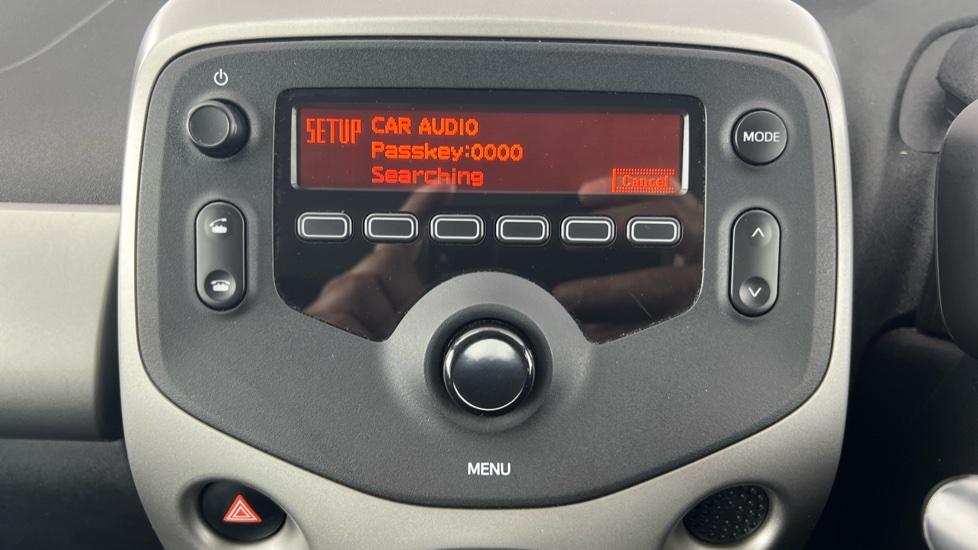 SETUP CAR AUDIO
Passkey:0000
Searching Cancel
MODE
MENU